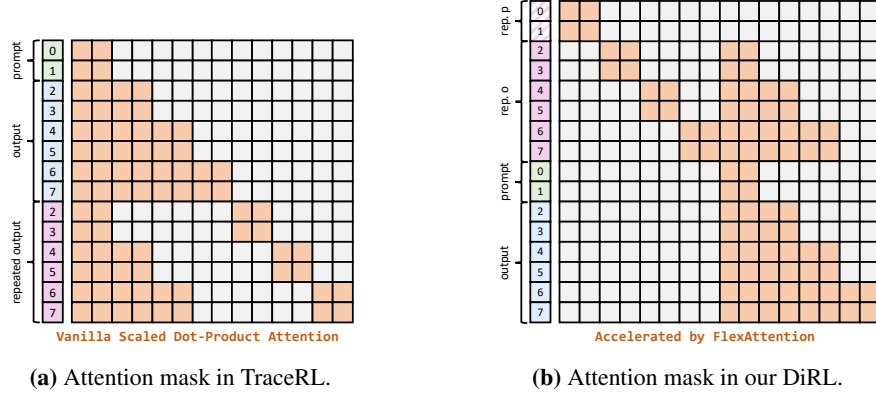 prompt
0
1
output
2
3
4
5
6
7
repeated output
2
3
4
5
6
7
Vanilla Scaled Dot-Product Attention
(a) Attention mask in TraceRL.
rep. p
0
1
rep. o
2
3
4
5
6
7
prompt
0
1
output
2
3
4
5
6
7
Accelerated by FlexAttention
(b) Attention mask in our DiRL.